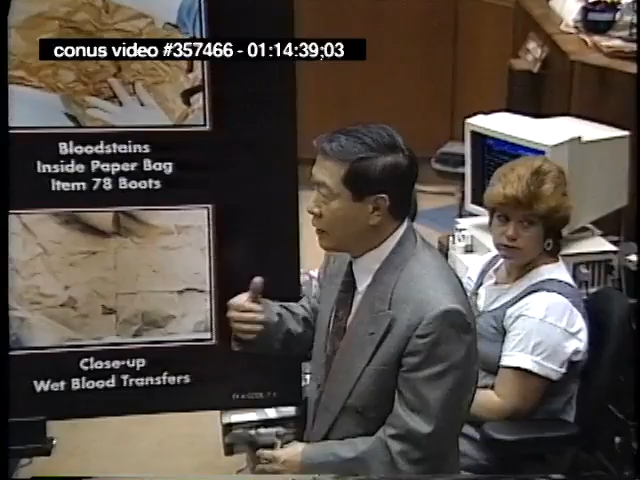 conus video #357466 - 01:14:39;03
Bloodstains
Inside Paper Bag
Item 78 Boots
Close-up
Wet Blood Transfers